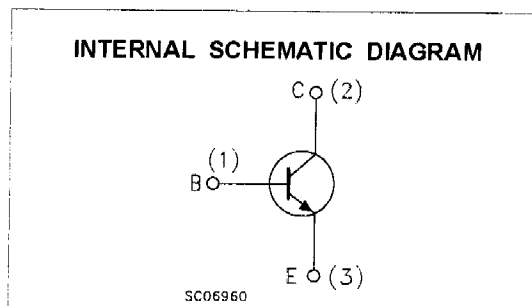 INTERNAL SCHEMATIC DIAGRAM
C (2)
(1)
B
E (3)
SC06960